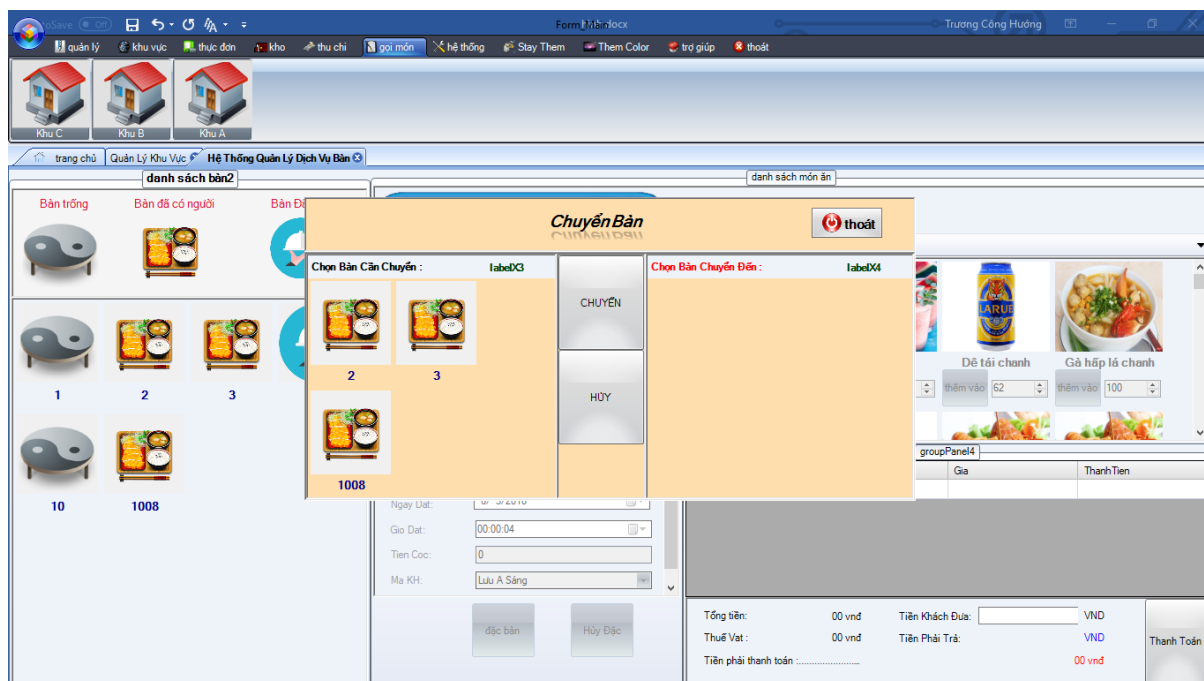 toSave Off
Form Main docx
Trương Công Hướng
quản lý khu vực thực đơn kho thu chi gọi món hệ thống Stay Them Them Color trợ giúp thoát
Khu C Khu B Khu A
trang chủ Quản Lý Khu Vực Hệ Thống Quản Lý Dịch Vụ Bàn
danh sách bàn2
danh sách món ăn
Bàn trống Bàn đã có người Bàn Đã
Chuyển Bàn
thoát
Chọn Bàn Cần Chuyển : labelX3
Chọn Bàn Chuyển Đến : labelX4
CHUYỂN
HỦY
2 3
1008
1 2 3
10 1008
LARUE
Dê tái chanh Gà hấp lá chanh
thêm vào 62 thêm vào 100
groupPanel4
Gia ThanhTien
Ngay Dat:
Gio Dat: 00:00:04
Tien Coc: 0
Ma KH: Lưu A Sáng
đặc bàn Hủy Đặc
Tổng tiền: 00 vnđ Tiền Khách Đưa: VND
Thuế Vat : 00 vnđ Tiền Phải Trả: VND
Tiền phải thanh toán :...................... 00 vnđ
Thanh Toán